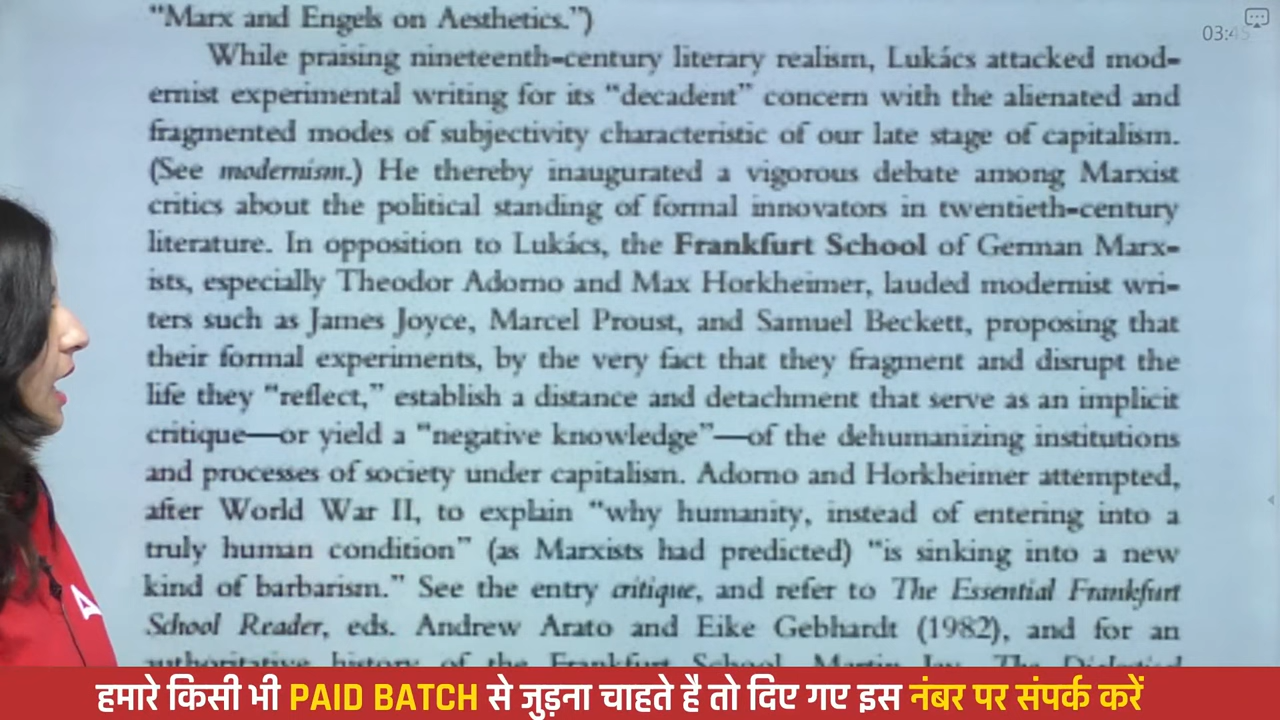 “Marx and Engels on Aesthetics.”)
While praising nineteenth-century literary realism, Lukács attacked mod-
ernist experimental writing for its “decadent” concern with the alienated and
fragmented modes of subjectivity characteristic of our late stage of capitalism.
(See modernism.) He thereby inaugurated a vigorous debate among Marxist
critics about the political standing of formal innovators in twentieth-century
literature. In opposition to Lukács, the Frankfurt School of German Marx-
ists, especially Theodor Adorno and Max Horkheimer, lauded modernist wri-
ters such as James Joyce, Marcel Proust, and Samuel Beckett, proposing that
their formal experiments, by the very fact that they fragment and disrupt the
life they “reflect,” establish a distance and detachment that serve as an implicit
critique—or yield a “negative knowledge”—of the dehumanizing institutions
and processes of society under capitalism. Adorno and Horkheimer attempted,
after World War II, to explain “why humanity, instead of entering into a
truly human condition” (as Marxists had predicted) “is sinking into a new
kind of barbarism.” See the entry critique, and refer to The Essential Frankfurt
School Reader, eds. Andrew Arato and Eike Gebhardt (1982), and for an
authoritative history of the Frankfurt School, Martin Jay, The Dialectical
हमारे किसी भी PAID BATCH से जुड़ना चाहते है तो दिए गए इस नंबर पर संपर्क करें
03:45